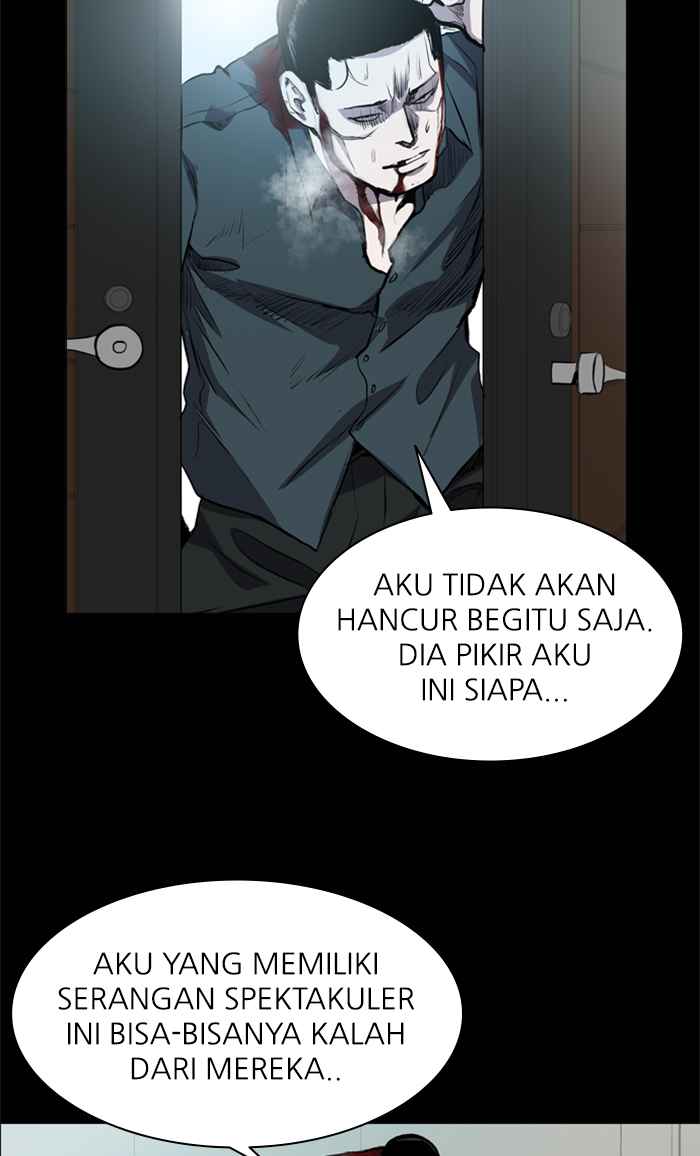 AKU TIDAK AKAN
HANCUR BEGITU SAJA.
DIA PIKIR AKU
INI SIAPA...
AKU YANG MEMILIKI
SERANGAN SPEKTAKULER
INI BISA-BISANYA KALAH
DARI MEREKA..